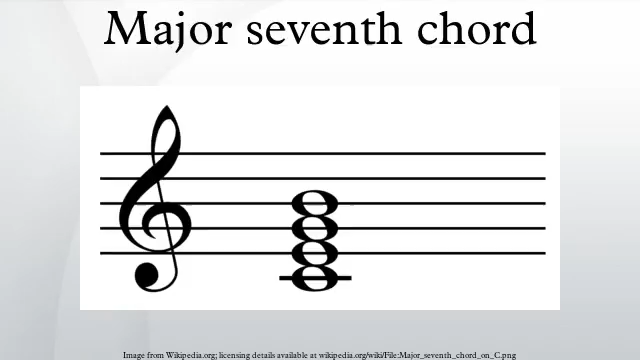 Major seventh chord
Image from Wikipedia.org; licensing details available at wikipedia.org/wiki/File:Major_seventh_chord_on_C.png